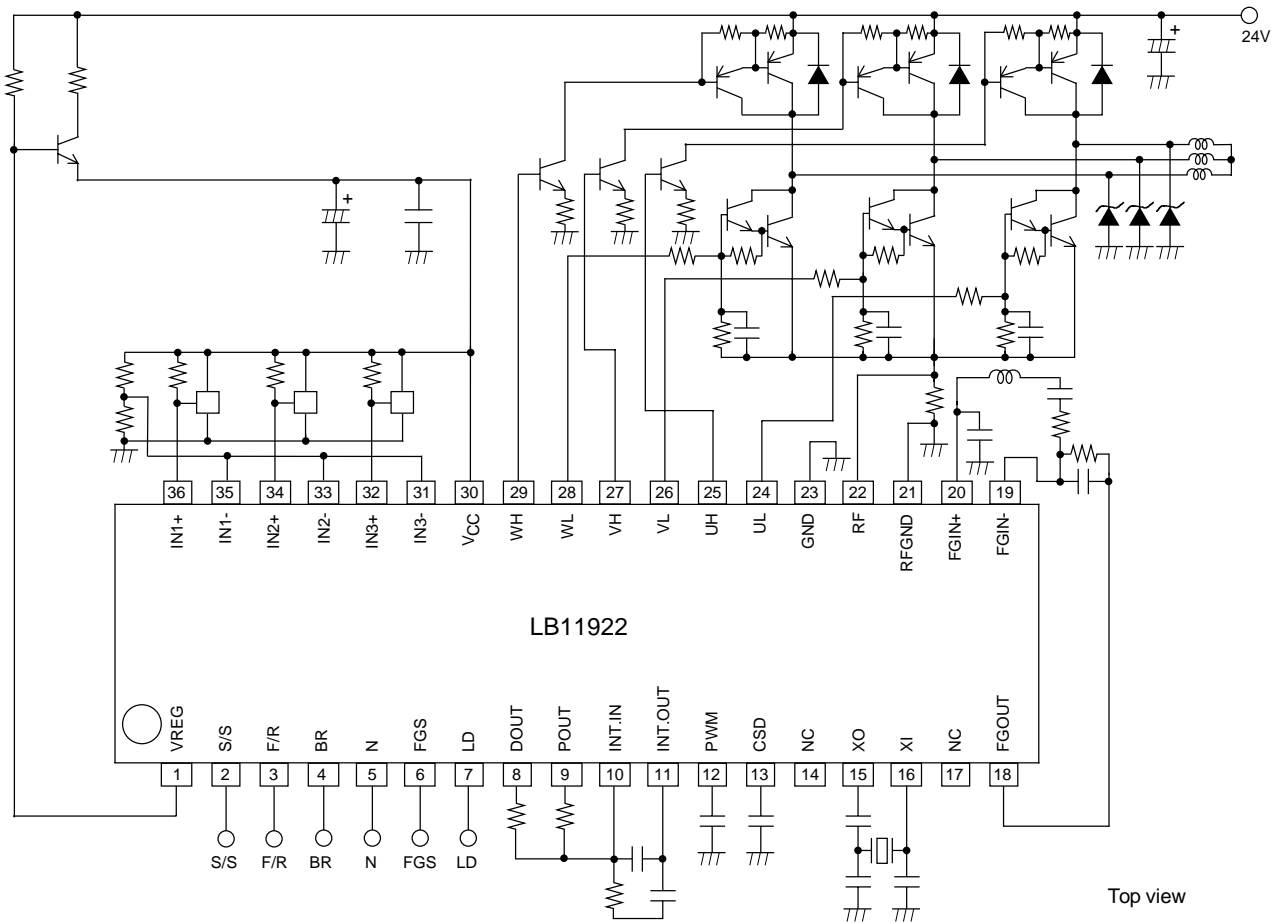 +
24V
+
36 35 34 33 32 31 30 29 28 27 26 25 24 23 22 21 20 19
IN1+ IN1- IN2+ IN2- IN3+ IN3- VCC WH WL VH VL UH UL GND RF RFGND FGIN+ FGIN-
LB11922
VREG S/S F/R BR N FGS LD DOUT POUT INT.IN INT.OUT PWM CSD NC XO XI NC FGOUT
1 2 3 4 5 6 7 8 9 10 11 12 13 14 15 16 17 18
S/S F/R BR N FGS LD
Top view